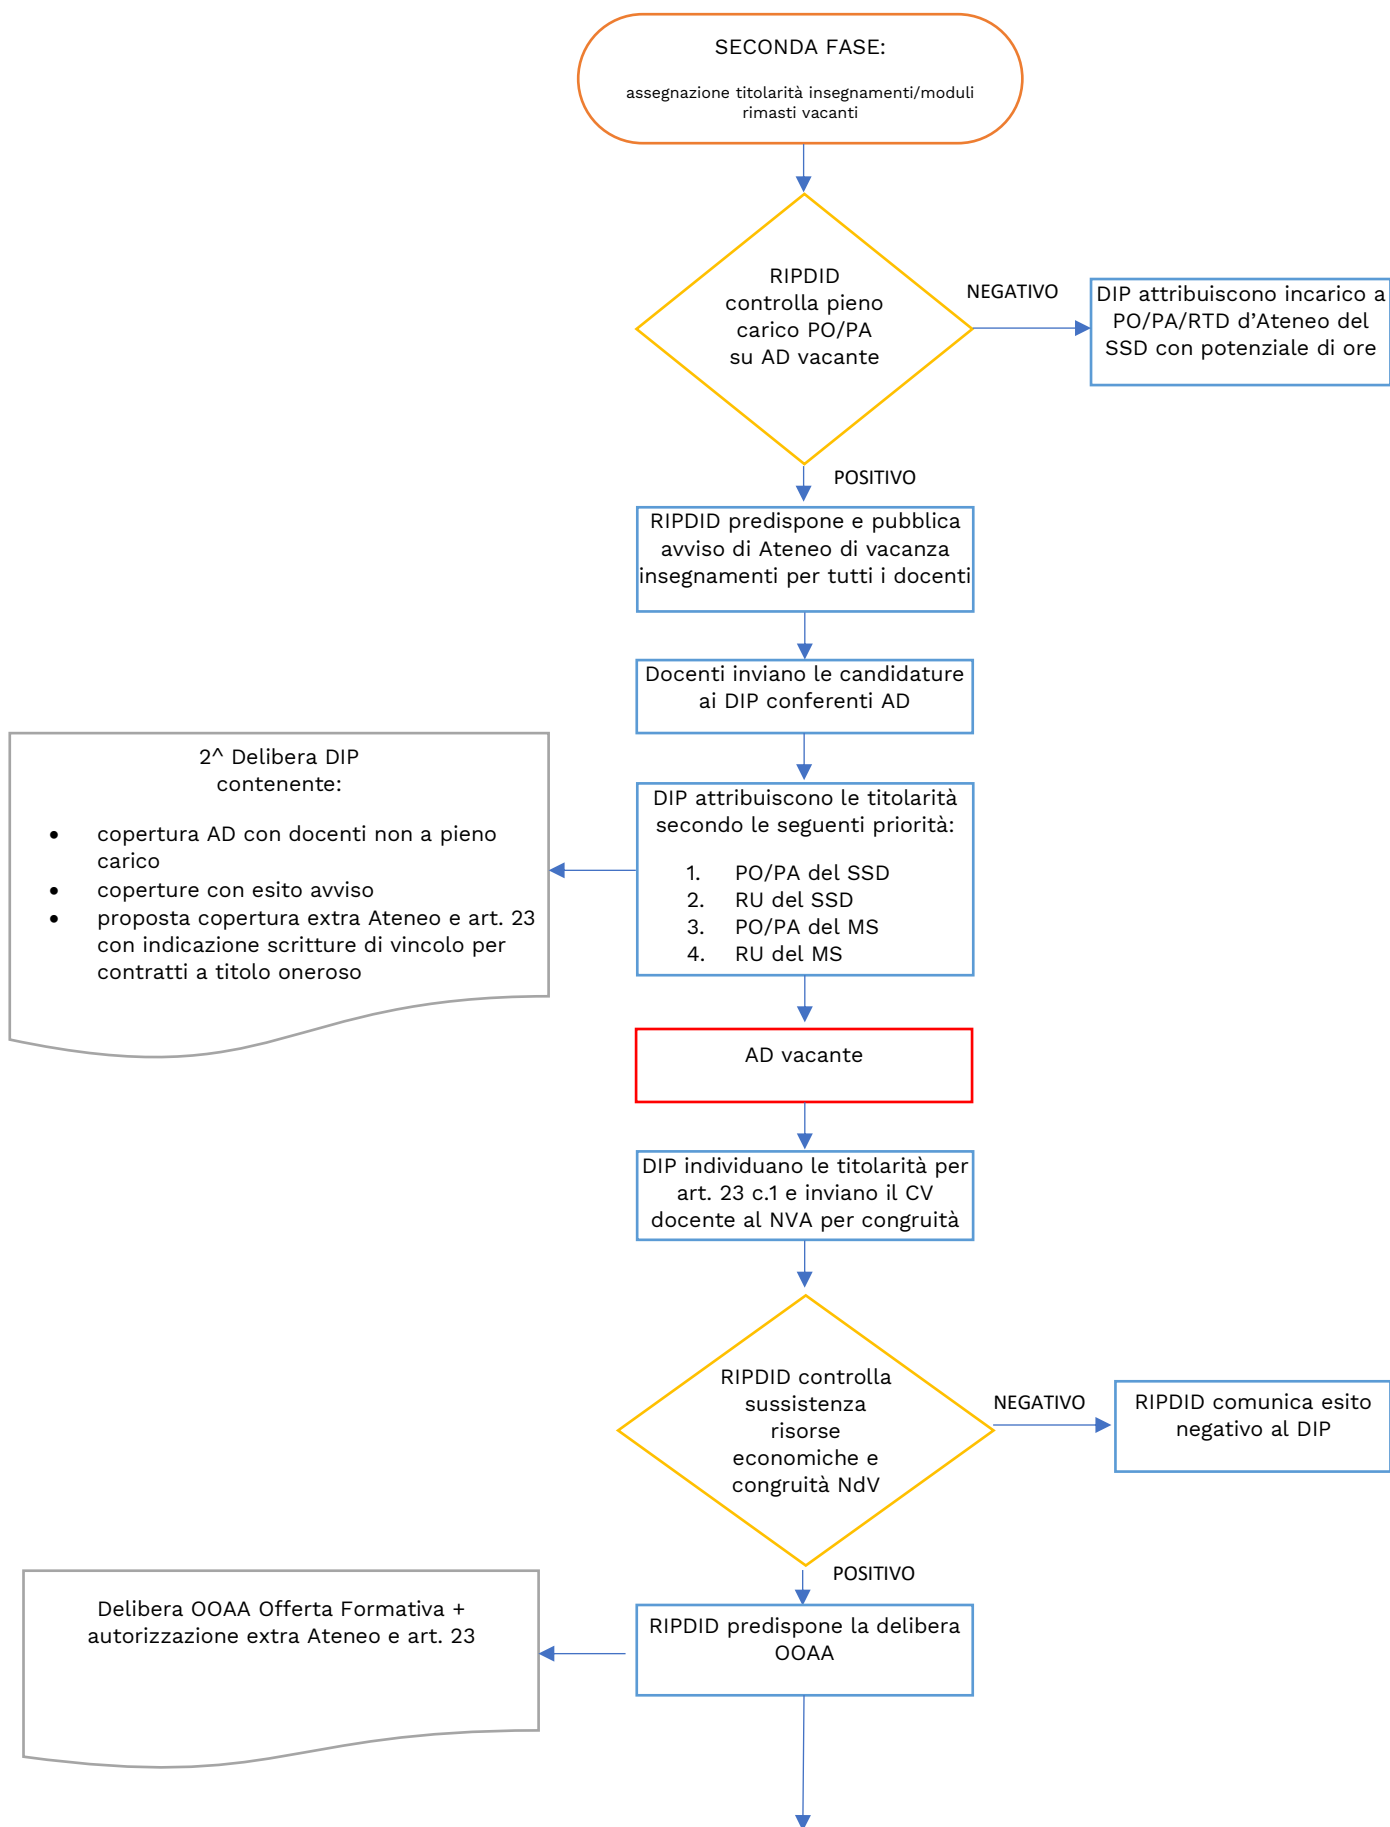 SECONDA FASE:
assegnazione titolarità insegnamenti/moduli
rimasti vacanti
RIPDID
controlla pieno
carico PO/PA
su AD vacante
NEGATIVO
DIP attribuiscono incarico a
PO/PA/RTD d’Ateneo del
SSD con potenziale di ore
POSITIVO
RIPDID predispone e pubblica
avviso di Ateneo di vacanza
insegnamenti per tutti i docenti
Docenti inviano le candidature
ai DIP conferenti AD
DIP attribuiscono le titolarità
secondo le seguenti priorità:
1. PO/PA del SSD
2. RU del SSD
3. PO/PA del MS
4. RU del MS
2^ Delibera DIP
contenente:
• copertura AD con docenti non a pieno
carico
• coperture con esito avviso
• proposta copertura extra Ateneo e art. 23
con indicazione scritture di vincolo per
contratti a titolo oneroso
AD vacante
DIP individuano le titolarità per
art. 23 c.1 e inviano il CV
docente al NVA per congruità
RIPDID controlla
sussistenza
risorse
economiche e
congruità NdV
NEGATIVO
RIPDID comunica esito
negativo al DIP
POSITIVO
RIPDID predispone la delibera
OOAA
Delibera OOAA Offerta Formativa +
autorizzazione extra Ateneo e art. 23